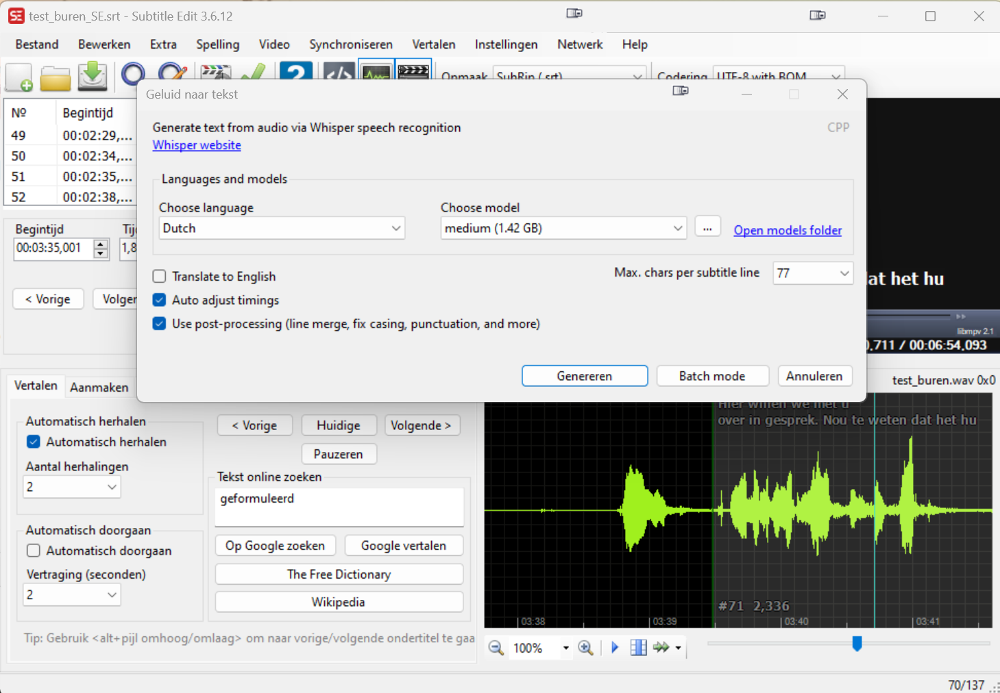 test_buren_SE.srt - Subtitle Edit 3.6.12
Bestand Bewerken Extra Spelling Video Synchroniseren Vertalen Instellingen Netwerk Help
Opmaak SubRip (.srt) Codering UTF-8 with BOM
Geluid naar tekst
Generate text from audio via Whisper speech recognition
CPP
Whisper website
Languages and models
Choose language
Dutch
Choose model
medium (1.42 GB)
...
Open models folder
Translate to English
Auto adjust timings
Use post-processing (line merge, fix casing, punctuation, and more)
Max. chars per subtitle line 77
Genereren Batch mode Annuleren
Nº Begintijd
49 00:02:29,...
50 00:02:34,...
51 00:02:35,...
52 00:02:38,...
Begintijd
00:03:35,001
1,8
< Vorige
at het hu
libmpv 2.1
,711 / 00:06:54,093
Vertalen Aanmaken
Automatisch herhalen
Automatisch herhalen
Aantal herhalingen
2
Automatisch doorgaan
Automatisch doorgaan
Vertraging (seconden)
2
< Vorige Huidige Volgende >
Pauzeren
Tekst online zoeken
geformuleerd
Op Google zoeken Google vertalen
The Free Dictionary
Wikipedia
Tip: Gebruik <alt+pijl omhoog/omlaag> om naar vorige/volgende ondertitel te gaa
test_buren.wav 0x0
Hier willen we met u
over in gesprek. Nou te weten dat het hu
#71 2,336
03:38 03:39 03:40 03:41
100%
70/137